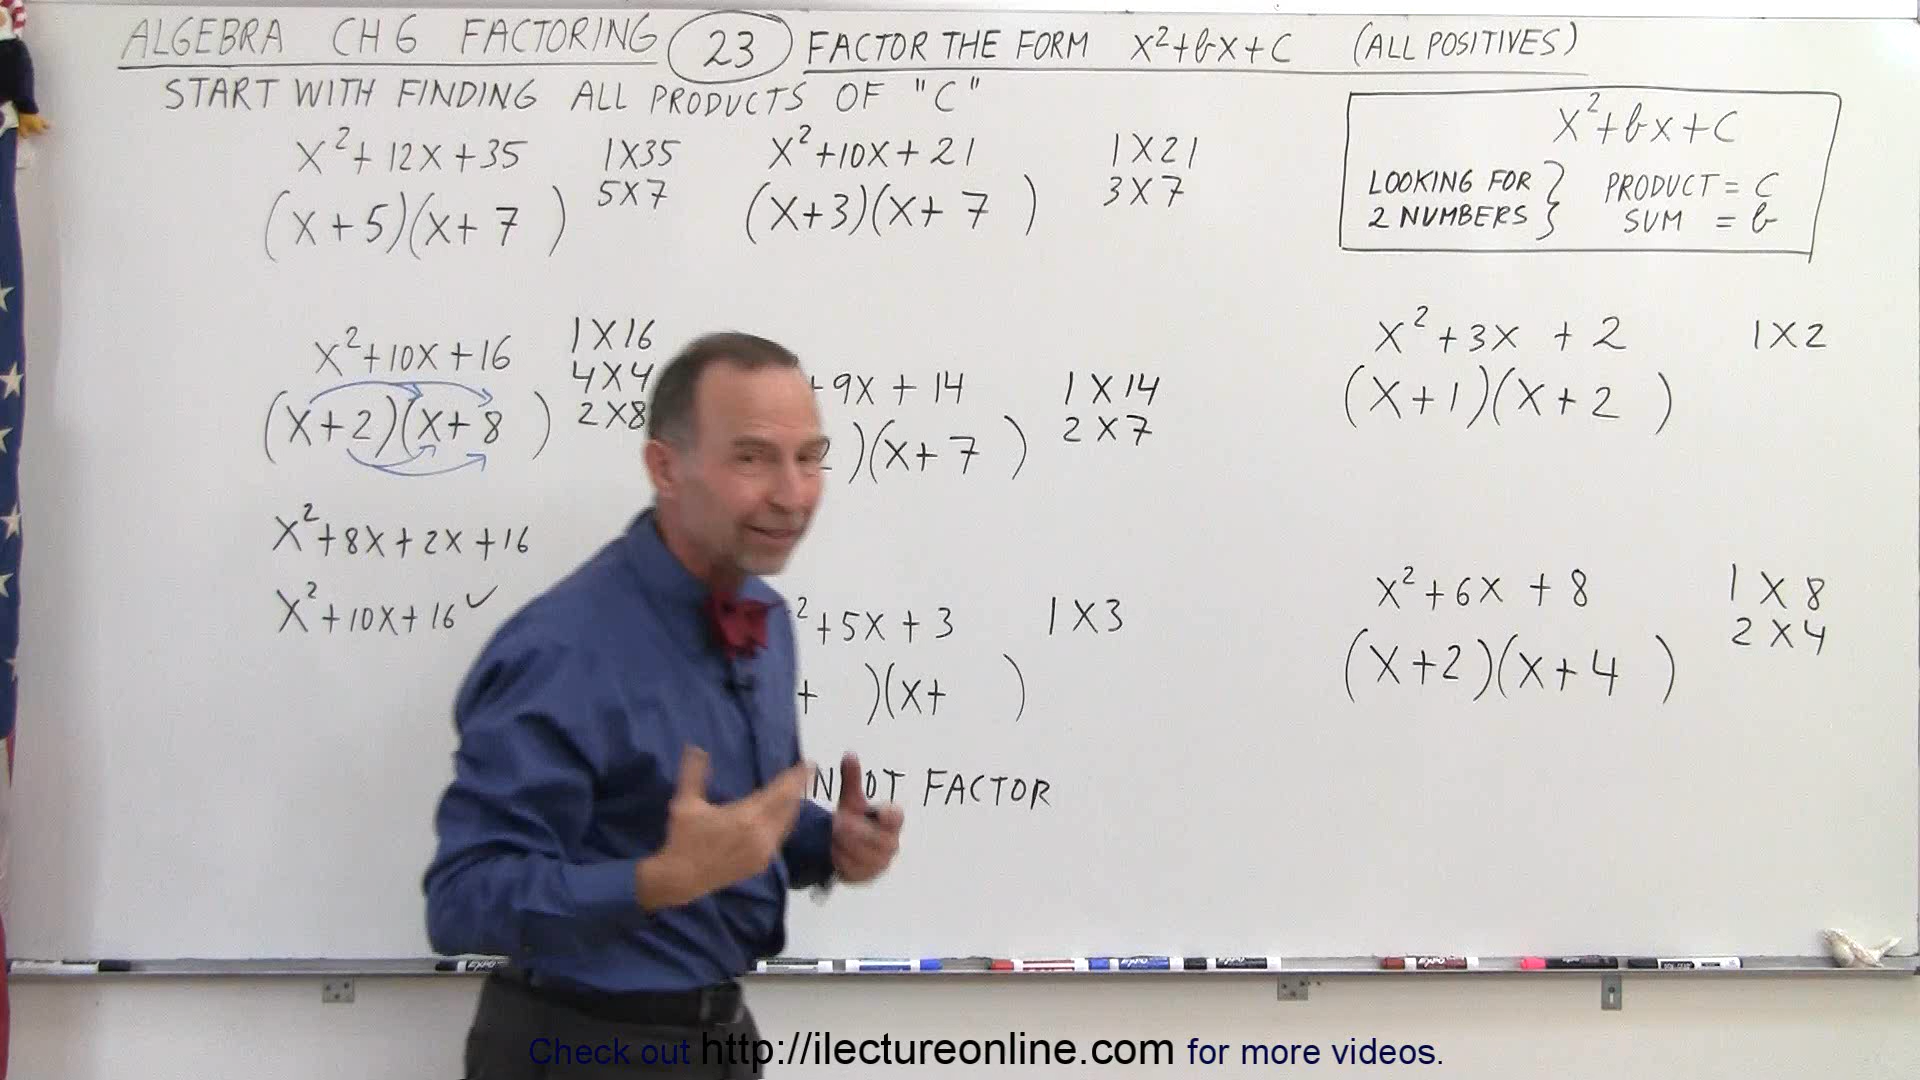 ALGEBRA CH 6 FACTORING 23 FACTOR THE FORM x²+bx+c (ALL POSITIVES)
START WITH FINDING ALL PRODUCTS OF "C"
x²+bx+c
LOOKING FOR 2 NUMBERS } PRODUCT = c
SUM = b
x²+12x+35 1x35
5x7
(x+5)(x+7 )
x²+10x+21 1x21
3x7
(x+3)(x+7 )
x²+10x+16 1x16
4x4
2x8
(x+2)(x+8 )
x²+8x+2x+16
x²+10x+16✓
+9x+14 1x14
2x7
)(x+7 )
x²+3x+2 1x2
(x+1)(x+2 )
²+5x+3 1x3
+ )(x+ )
FACTOR
x²+6x+8 1x8
2x4
(x+2)(x+4 )
EXPO
Check out http://ilectureonline.com for more videos.